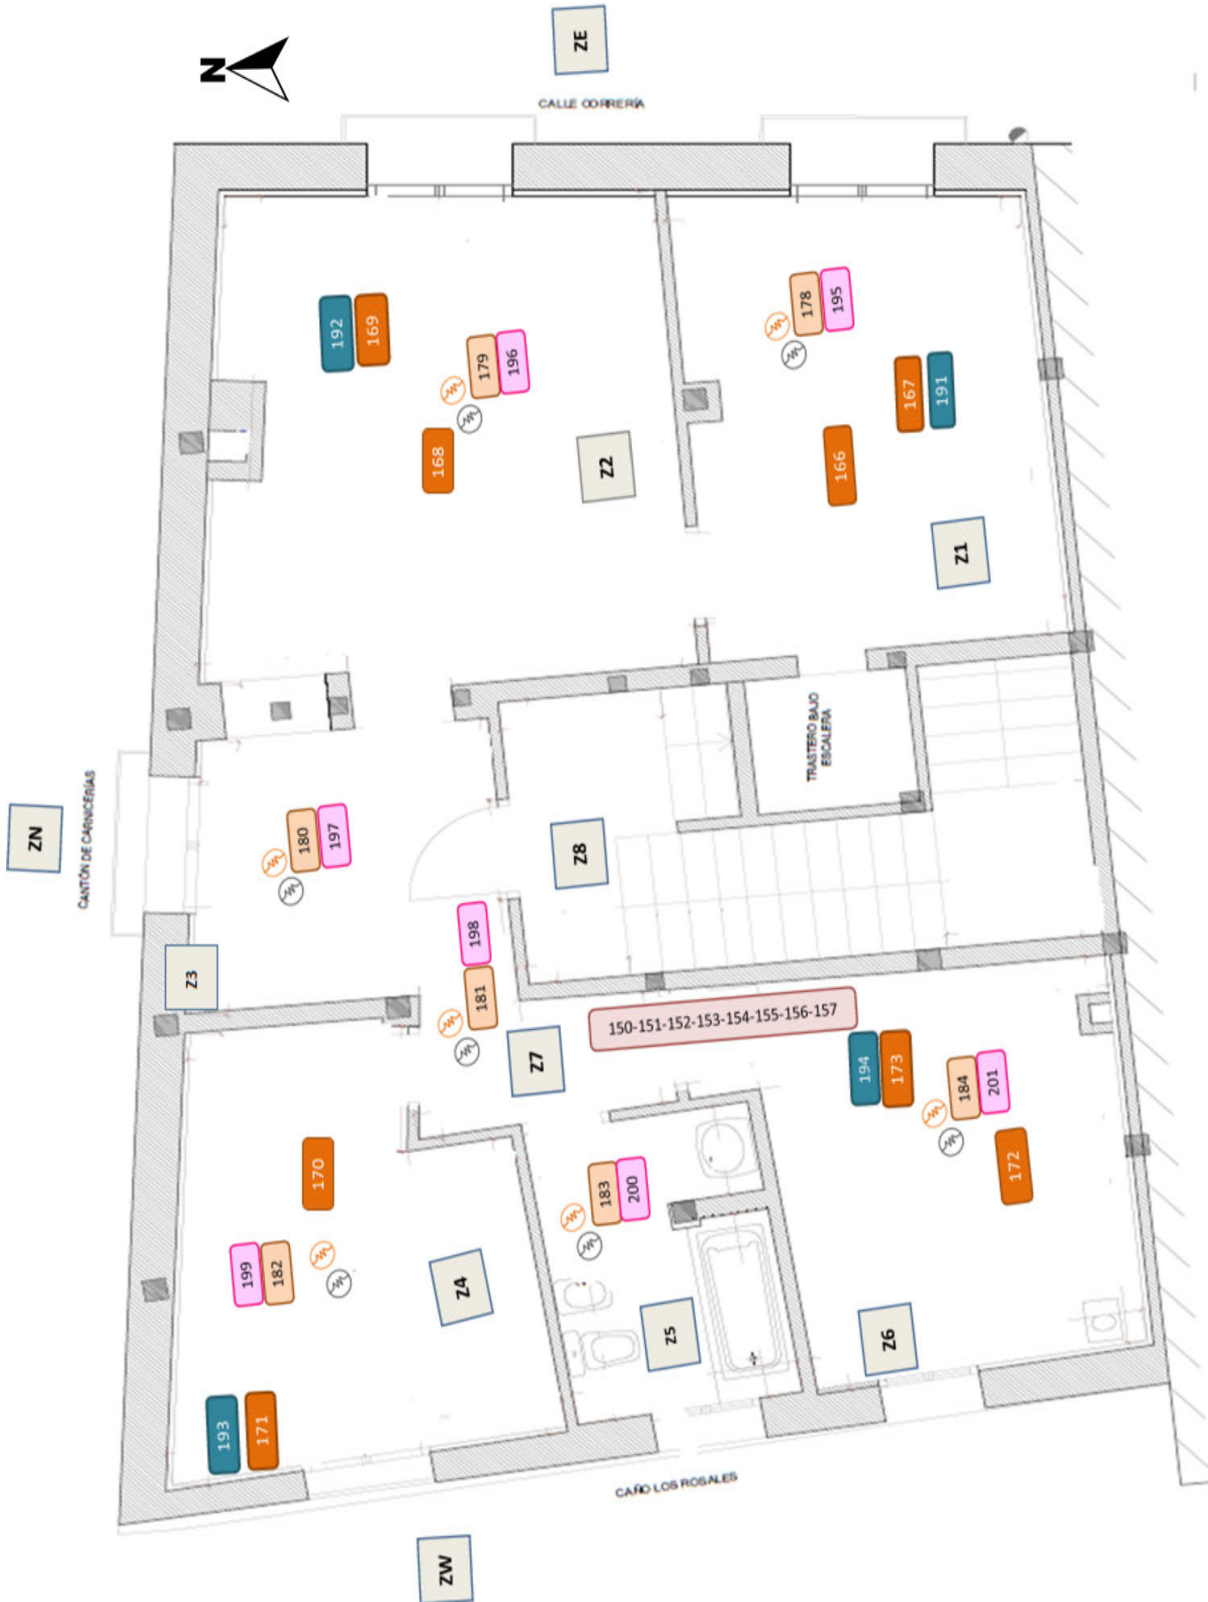 ZE
N
CALLE CORRERÍA
192
169
179
196
168
Z2
178
195
167
191
166
Z1
ZN
CANTÓN DE CARNICERÍAS
180
197
Z3
Z8
TRASTERO BAJO
ESCALERA
198
181
Z7
150-151-152-153-154-155-156-157
194
173
184
201
172
170
199
182
Z4
183
200
Z5
Z6
193
171
CAÑO LOS ROSALES
ZW